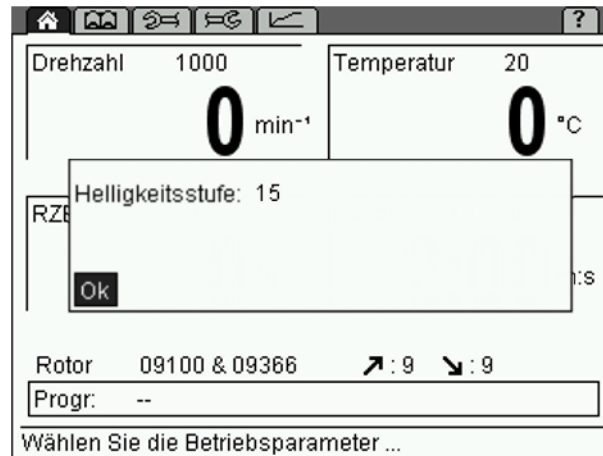 ?
Drehzahl 1000
0 min⁻¹
Temperatur 20
0 °C
Helligkeitsstufe: 15
Ok
Rotor 09100 & 09366 ↗: 9 ↘: 9
Progr: --
Wählen Sie die Betriebsparameter ...